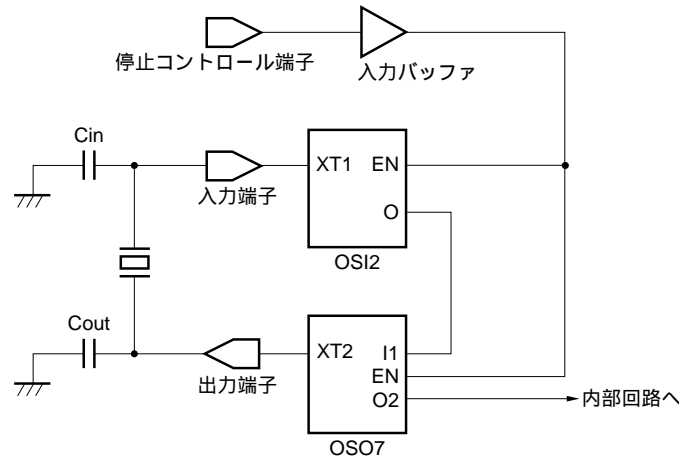 停止コントロール端子
入力バッファ
Cin
XT1
EN
入力端子
O
OSI2
Cout
XT2
I1
出力端子
EN
O2
内部回路へ
OSO7